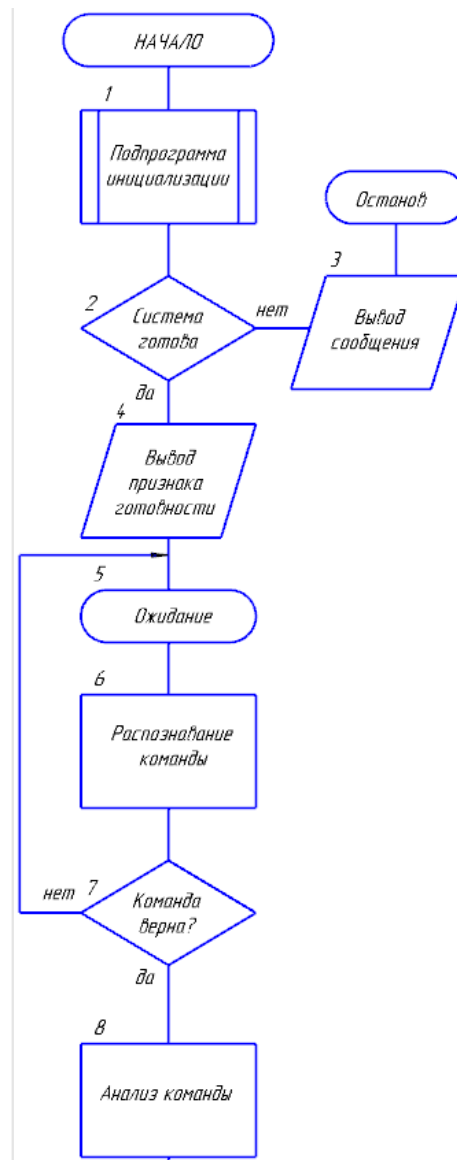 НАЧАЛО
1
Подпрограмма
инициализации
Останов
2
Система
готова
нет
3
Вывод
сообщения
да
4
Вывод
признака
готовности
5
Ожидание
6
Распознование
команды
нет
7
Команда
верна?
да
8
Анализ команды